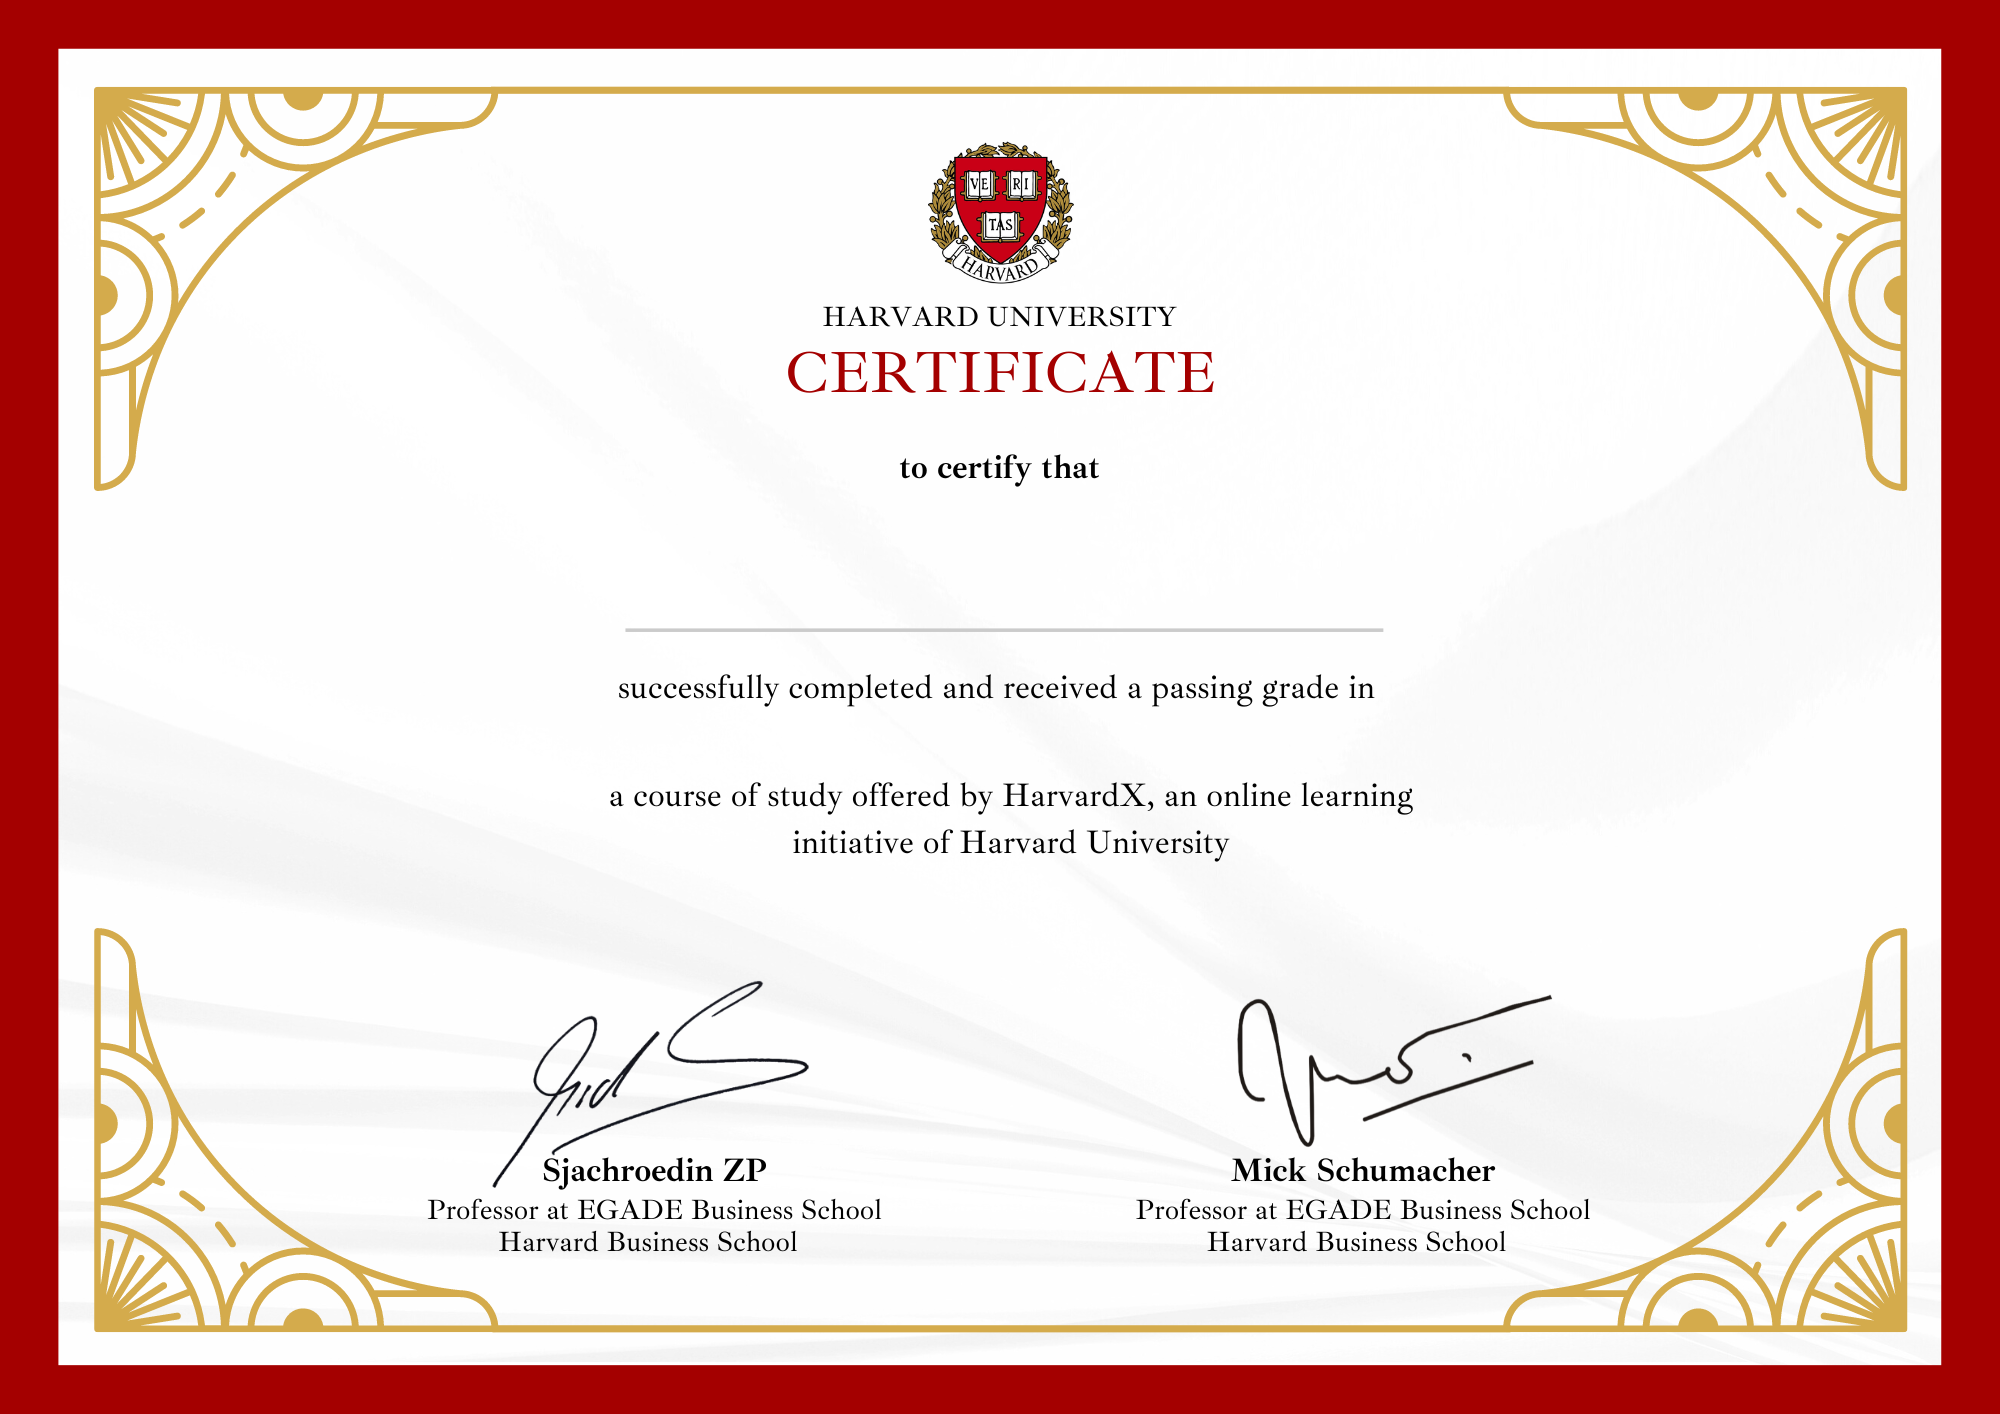 VE RI
TAS
HARVARD
HARVARD UNIVERSITY
CERTIFICATE
to certify that
successfully completed and received a passing grade in
a course of study offered by HarvardX, an online learning
initiative of Harvard University
Sjachroedin ZP
Professor at EGADE Business School
Harvard Business School
Mick Schumacher
Professor at EGADE Business School
Harvard Business School